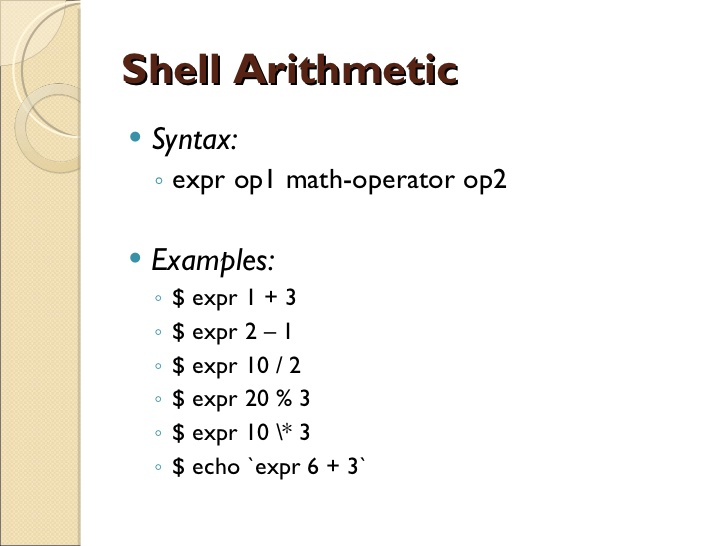 Shell Arithmetic
• Syntax:
◦ expr op1 math-operator op2
• Examples:
◦ $ expr 1 + 3
◦ $ expr 2 – 1
◦ $ expr 10 / 2
◦ $ expr 20 % 3
◦ $ expr 10 \* 3
◦ $ echo `expr 6 + 3`